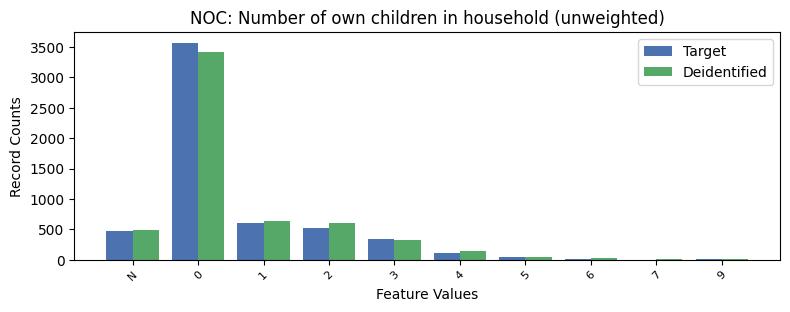 NOC: Number of own children in household (unweighted)
Target
Deidentified
Record Counts
3500
3000
2500
2000
1500
1000
500
0
N 0 1 2 3 4 5 6 7 9
Feature Values